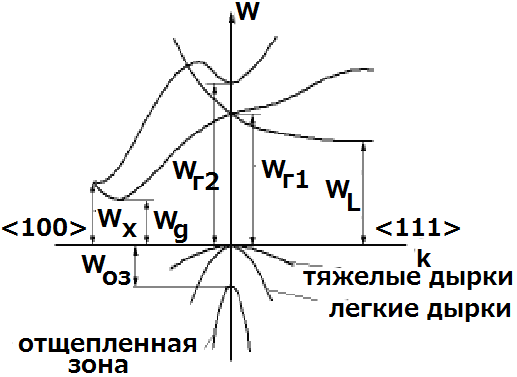 W
Wг2
Wг1
WL
<100>
Wx
Wg
<111>
k
Wоз
тяжелые дырки
легкие дырки
отщепленная
зона